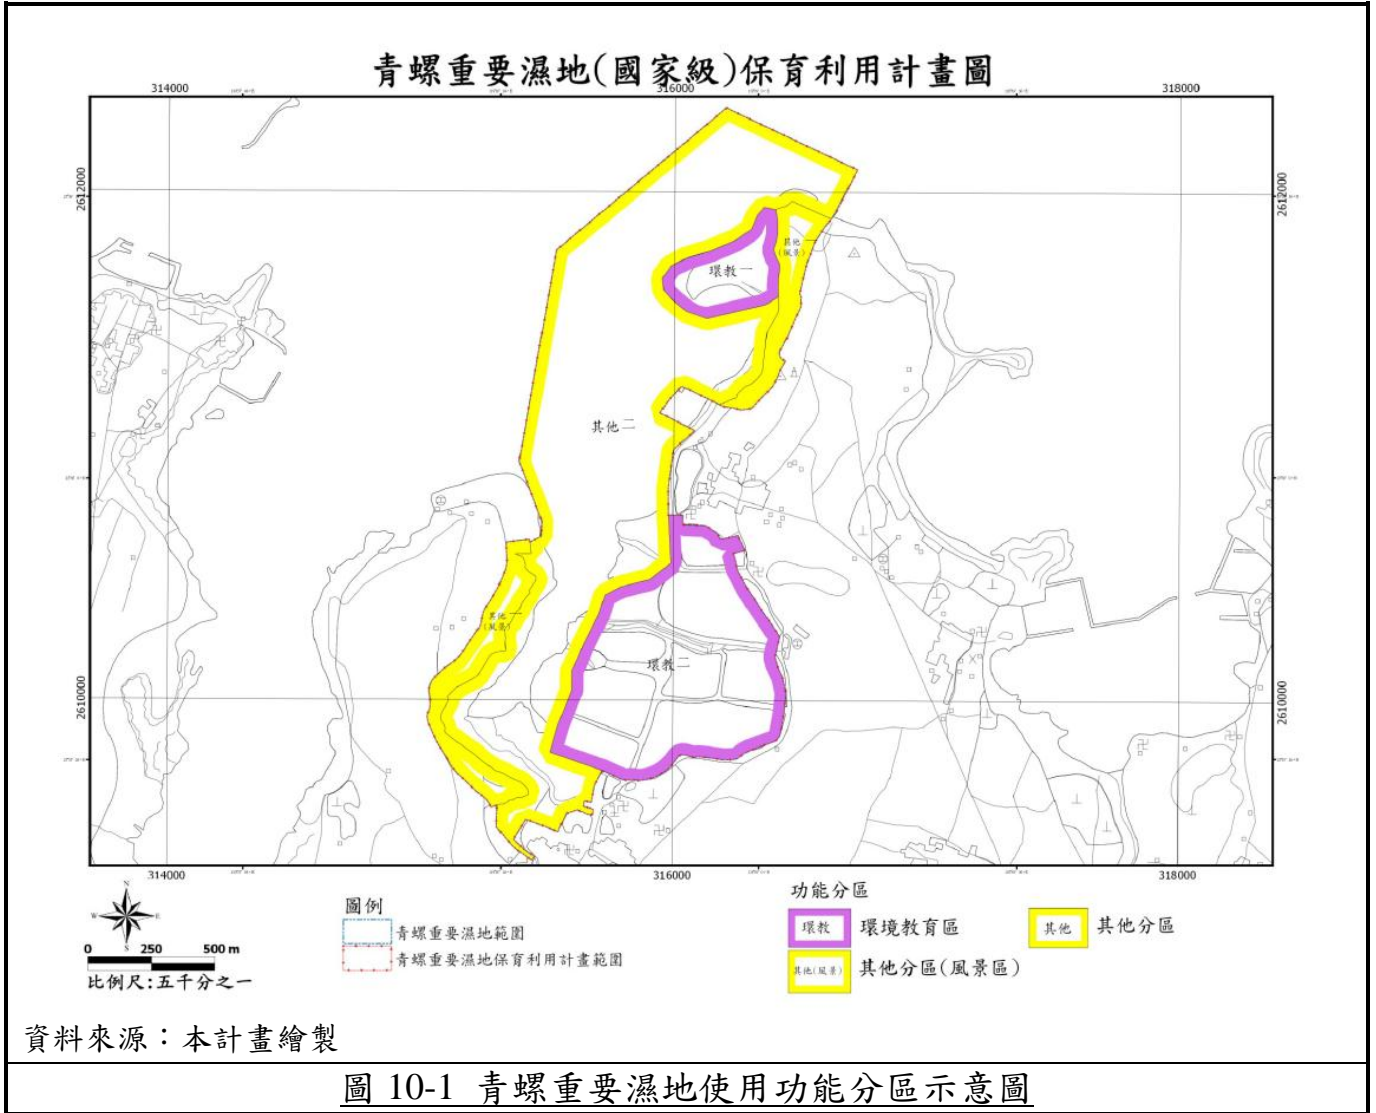 青螺重要濕地(國家級)保育利用計畫圖
314000
316000
318000
2612000
2612000
其他一
(風景)
環教一
其他二
其他一
(風景)
環教二
2610000
2610000
314000
316000
318000
N
W
E
S
0 250 500 m
比例尺:五千分之一
圖例
青螺重要濕地範圍
青螺重要濕地保育利用計畫範圍
功能分區
環教 環境教育區
其他 其他分區
其他(風景) 其他分區(風景區)
資料來源：本計畫繪製
圖 10-1 青螺重要濕地使用功能分區示意圖